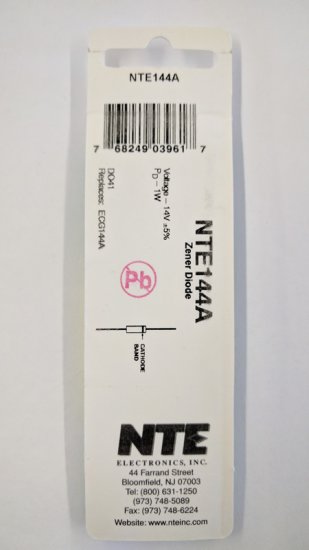 NTE144A
7 68249 03961 7
NTE144A
Zener Diode
Voltage – 14V ±5%
PD – 1W
DO41
Replaces: ECG144A
Pb
CATHODE
BAND
NTE
ELECTRONICS, INC.
44 Farrand Street
Bloomfield, NJ 07003
Tel: (800) 631-1250
(973) 748-5089
Fax: (973) 748-6224
Website: www.nteinc.com